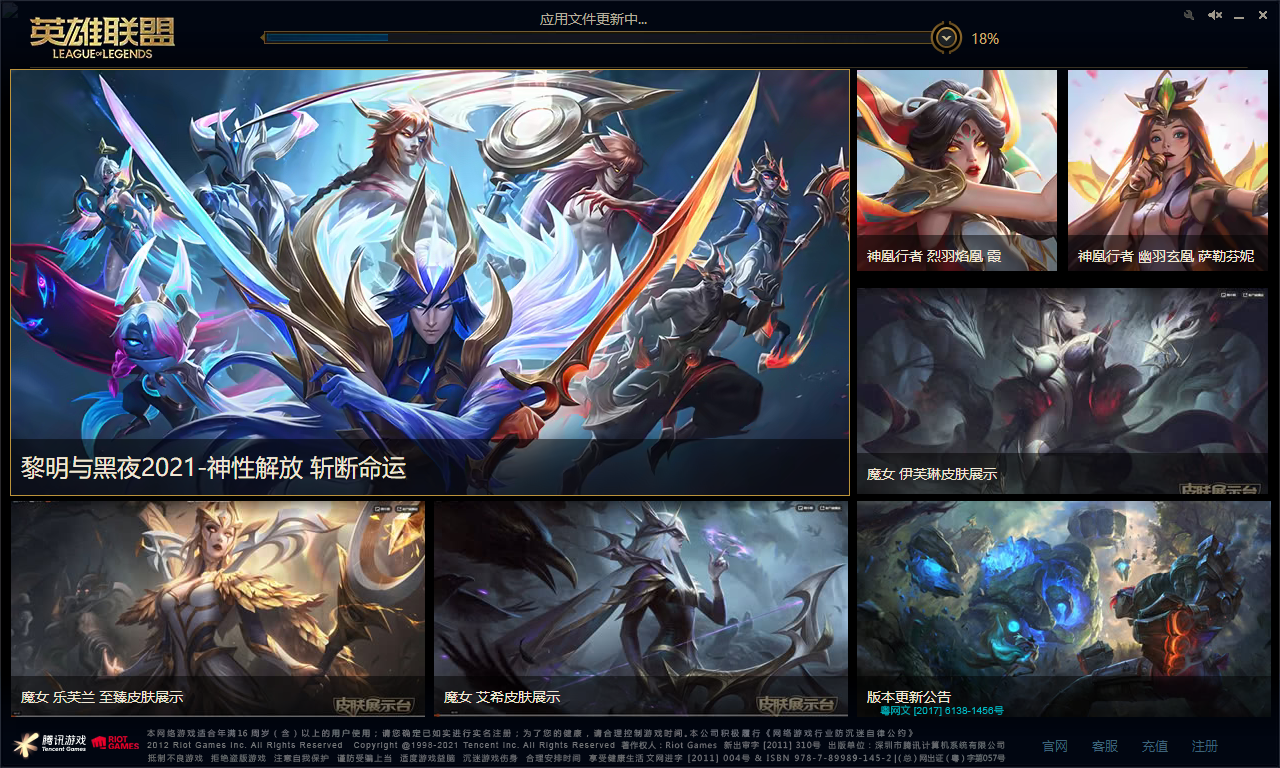 应用文件更新中...
英雄联盟
LEAGUE OF LEGENDS
18%
黎明与黑夜2021-神性解放 斩断命运
神凰行者 烈羽焰凰 霞
神凰行者 幽羽玄凰 萨勒芬妮
魔女 伊芙琳皮肤展示
皮肤展示台
魔女 乐芙兰 至臻皮肤展示
皮肤展示台
魔女 艾希皮肤展示
皮肤展示台
版本更新公告
粤网文 [2017] 6138-1456号
腾讯游戏
Tencent Games
RIOT GAMES
本网络游戏适合年满16周岁（含）以上的用户使用；请您确定已如实进行实名注册；为了您的健康，请合理控制游戏时间。本公司积极履行《网络游戏行业防沉迷自律公约》
2012 Riot Games Inc. All Rights Reserved Copyright @1998-2021 Tencent Inc. All Rights Reserved 著作权人：Riot Games 新出审字 [2011] 310号 出版单位：深圳市腾讯计算机系统有限公司
抵制不良游戏 拒绝盗版游戏 注意自我保护 谨防受骗上当 适度游戏益脑 沉迷游戏伤身 合理安排时间 享受健康生活 文网进字 [2011] 004号 & ISBN 978-7-89989-145-2 | (总) 网出证 (粤) 字第057号
官网 客服 充值 注册